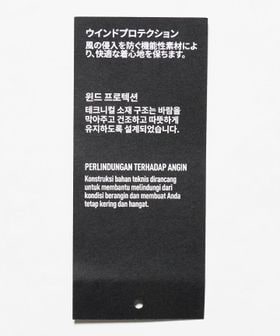 ウインドプロテクション
風の侵入を防ぐ機能性素材によ
り、快適な着心地を保ちます。
윈드 프로텍션
테크니컬 소재 구조는 바람을
막아주고 건조하고 따뜻하게
유지하도록 설계되었습니다.
PERLINDUNGAN TERHADAP ANGIN
Konstruksi bahan teknis dirancang
untuk membantu melindungi dari
kondisi berangin dan membuat Anda
tetap kering dan hangat.